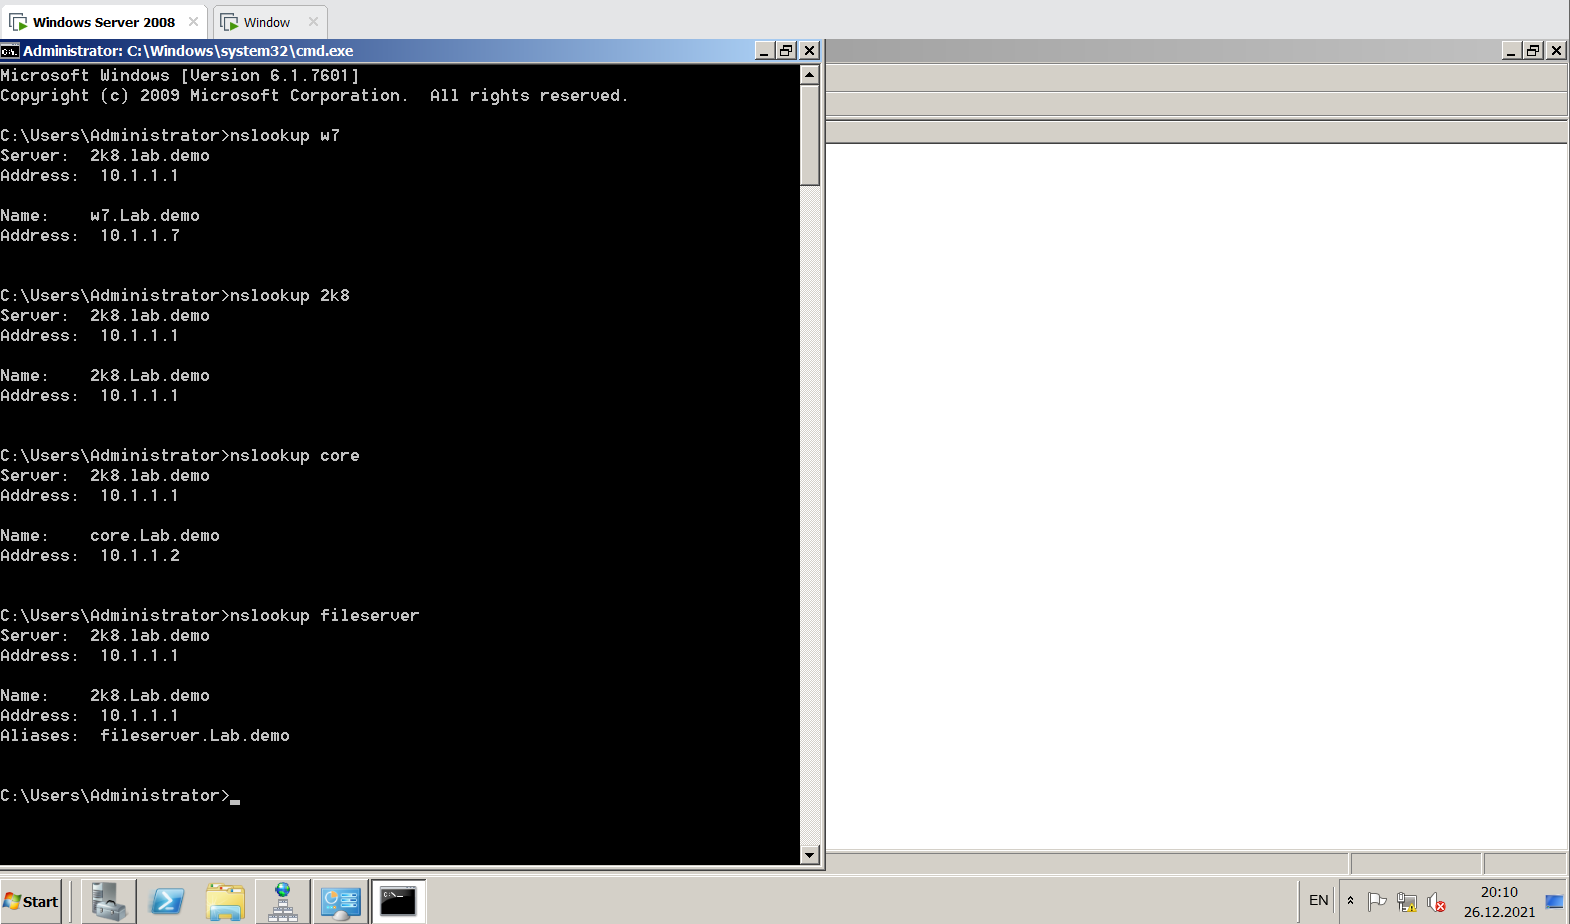 Windows Server 2008
Window
Administrator: C:\Windows\system32\cmd.exe
Microsoft Windows [Version 6.1.7601]
Copyright (c) 2009 Microsoft Corporation.  All rights reserved.
C:\Users\Administrator>nslookup w7
Server:  2k8.lab.demo
Address:  10.1.1.1
Name:    w7.Lab.demo
Address:  10.1.1.7
C:\Users\Administrator>nslookup 2k8
Server:  2k8.lab.demo
Address:  10.1.1.1
Name:    2k8.Lab.demo
Address:  10.1.1.1
C:\Users\Administrator>nslookup core
Server:  2k8.lab.demo
Address:  10.1.1.1
Name:    core.Lab.demo
Address:  10.1.1.2
C:\Users\Administrator>nslookup fileserver
Server:  2k8.lab.demo
Address:  10.1.1.1
Name:    2k8.Lab.demo
Address:  10.1.1.1
Aliases:  fileserver.Lab.demo
C:\Users\Administrator>
Start
EN
20:10
26.12.2021